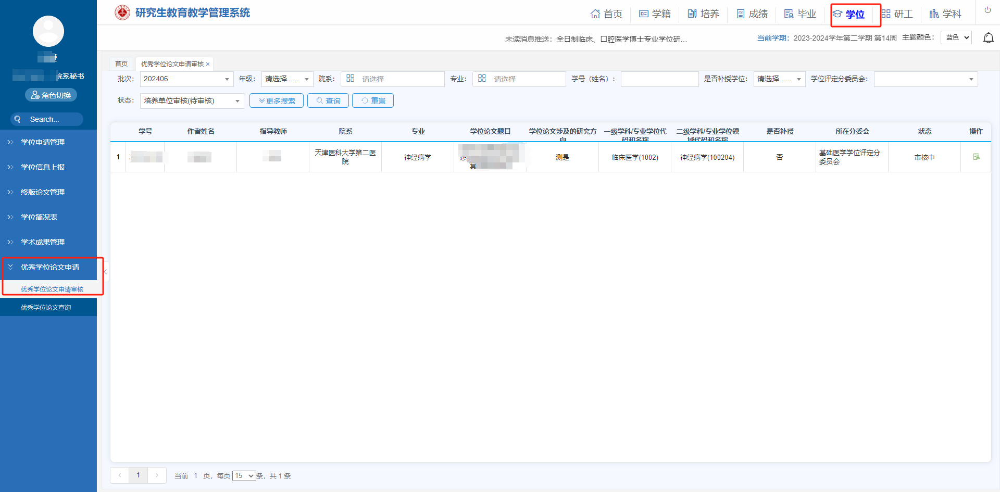 研究生教育教学管理系统
首页 学籍 培养 成绩 毕业 学位 研工 学科
未读消息推送：全日制临床、口腔医学博士专业学位研...
当前学期：2023-2024学年第二学期 第14周 主题颜色： 蓝色
院系秘书
角色切换
Search...
学位申请管理
学位信息上报
终版论文管理
学位简况表
学术成果管理
优秀学位论文申请
优秀学位论文申请审核
优秀学位论文查询
首页 优秀学位论文申请审核 ×
批次： 202406 年级： 请选择...... 院系： 请选择 专业： 请选择 学号（姓名）： 是否补授学位： 请选择...... 学位评定分委员会：
状态： 培养单位审核(待审核) 更多搜索 查询 重置
学号 作者姓名 指导教师 院系 专业 学位论文题目 学位论文涉及的研究方向 一级学科/专业学位代码和名称 二级学科/专业学位领域代码和名称 是否补授 所在分委会 状态 操作
1 天津医科大学第二医院 神经病学 测是 临床医学(1002) 神经病学(100204) 否 基础医学学位评定分委员会 审核中
1 当前 1 页，每页 15 条，共 1 条